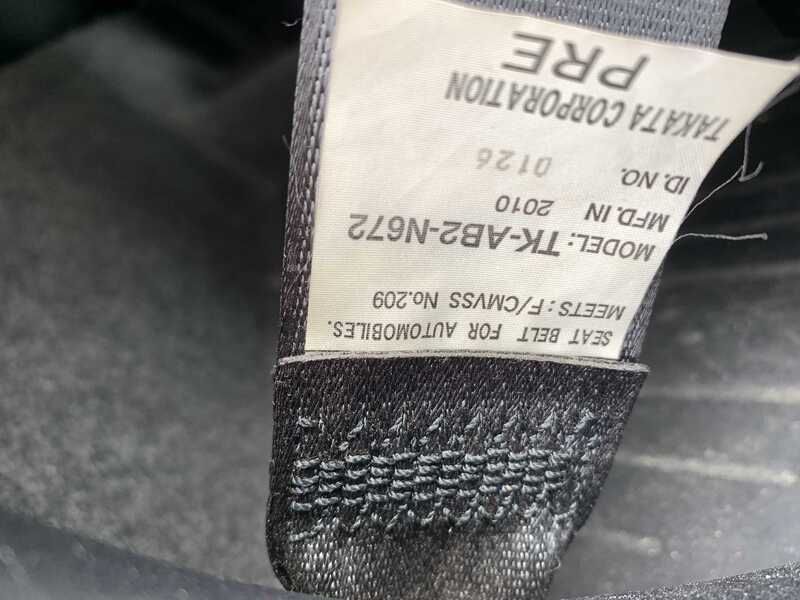 SEAT BELT FOR AUTOMOBILES.
MEETS: F/CMVSS No.209
MODEL: TK-AB2-N672
MFD.IN 2010
ID.NO. 0126
TAKATA CORPORATION
PRE